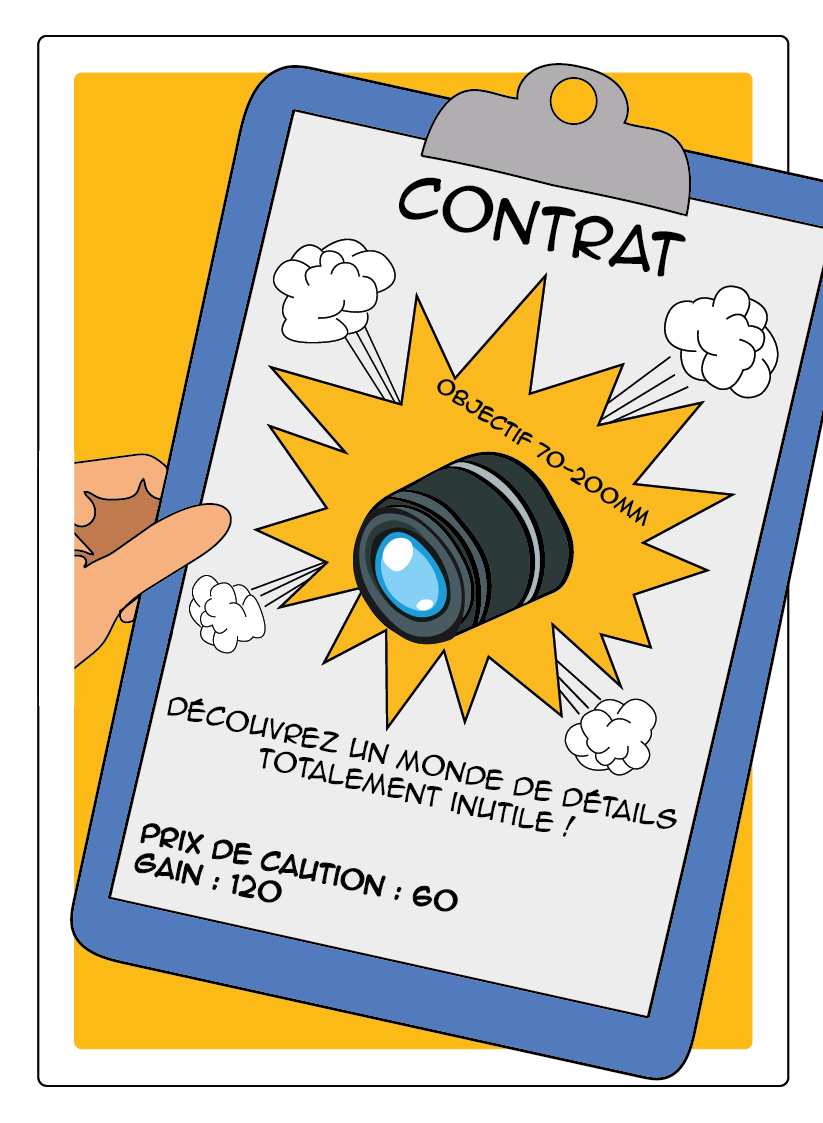 CONTRAT
OBJECTIF 70-200MM
DÉCOUVREZ UN MONDE DE DÉTAILS
TOTALEMENT INUTILE !
PRIX DE CAUTION : 60
GAIN : 120